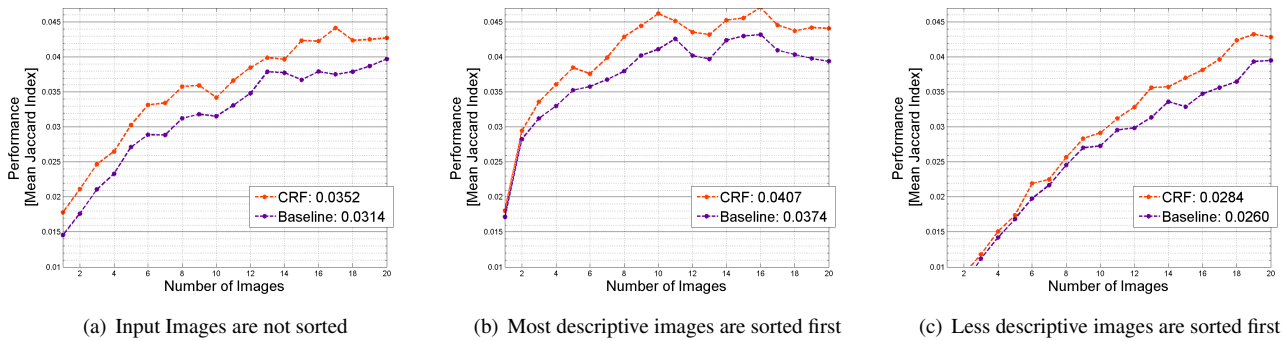 0.045
0.04
0.035
0.03
0.025
0.02
0.015
0.01
Performance
[Mean Jaccard Index]
CRF: 0.0352
Baseline: 0.0314
2 4 6 8 10 12 14 16 18 20
Number of Images
(a) Input Images are not sorted
0.045
0.04
0.035
0.03
0.025
0.02
0.015
0.01
Performance
[Mean Jaccard Index]
CRF: 0.0407
Baseline: 0.0374
2 4 6 8 10 12 14 16 18 20
Number of Images
(b) Most descriptive images are sorted first
0.045
0.04
0.035
0.03
0.025
0.02
0.015
0.01
Performance
[Mean Jaccard Index]
CRF: 0.0284
Baseline: 0.0260
2 4 6 8 10 12 14 16 18 20
Number of Images
(c) Less descriptive images are sorted first